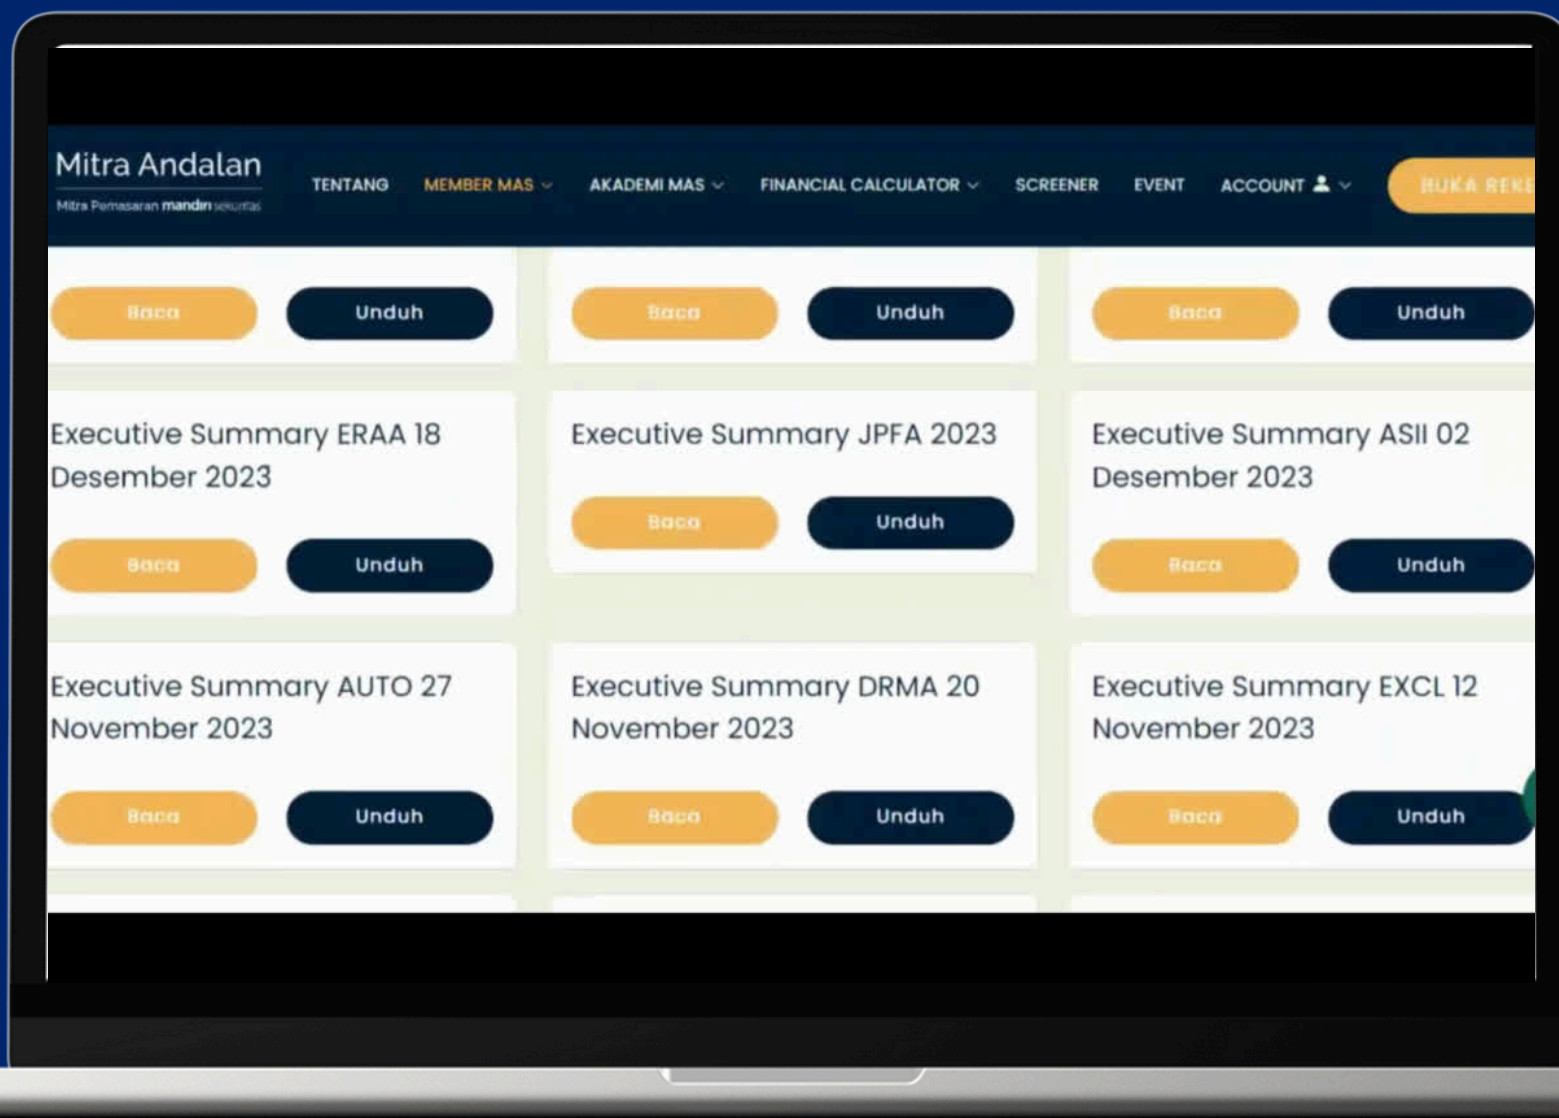 Mitra Andalan
Mitra Pemasaran mandiri sekuritas
TENTANG MEMBER MAS AKADEMI MAS FINANCIAL CALCULATOR SCREENER EVENT ACCOUNT BUKA
Baca Unduh Baca Unduh Baca Unduh
Executive Summary ERAA 18
Desember 2023
Baca Unduh
Executive Summary JPFA 2023
Baca Unduh
Executive Summary ASII 02
Desember 2023
Baca Unduh
Executive Summary AUTO 27
November 2023
Baca Unduh
Executive Summary DRMA 20
November 2023
Baca Unduh
Executive Summary EXCL 12
November 2023
Baca Unduh